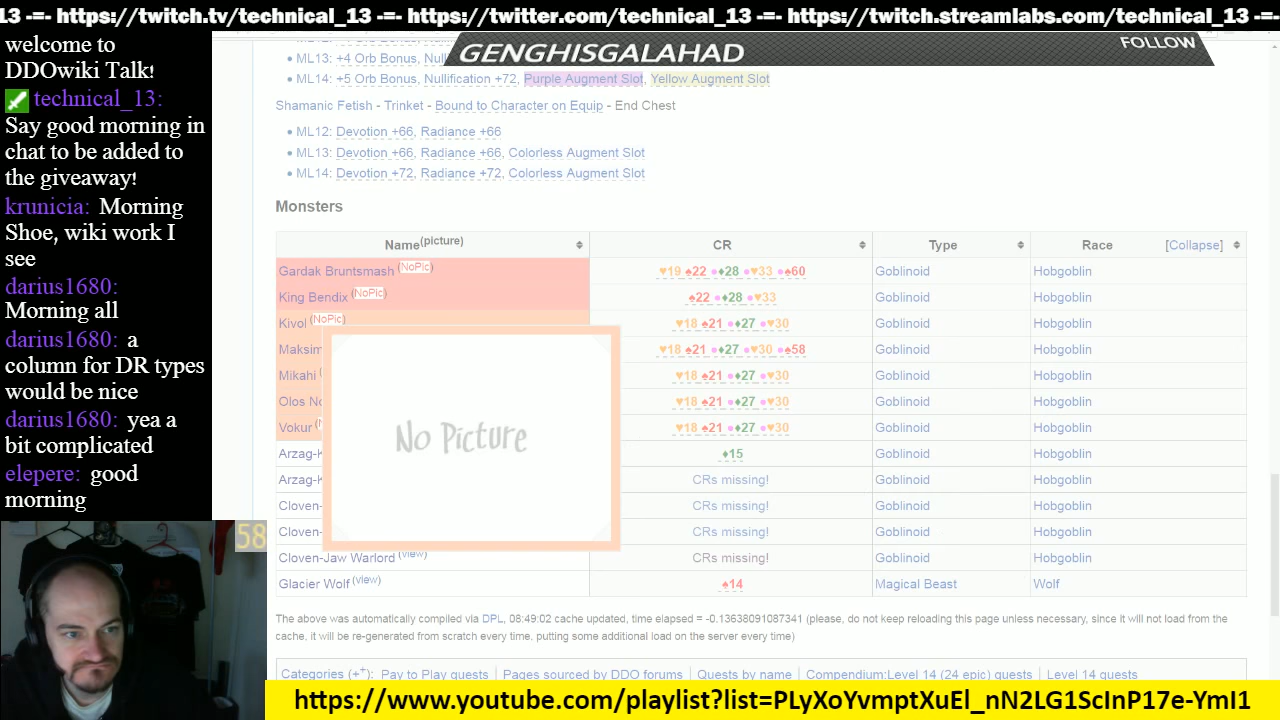 13 -=- https://twitch.tv/technical_13 -=- https://twitter.com/technical_13 -=- https://twitch.streamlabs.com/technical_13 -=-
GENGHISGALAHAD
FOLLOW
welcome to
DDOwiki Talk!
technical_13:
Say good morning in
chat to be added to
the giveaway!
krunicia: Morning
Shoe, wiki work I
see
darius1680:
Morning all
darius1680: a
column for DR types
would be nice
darius1680: yea a
bit complicated
elepere: good
morning
58
ML13: +4 Orb Bonus, Null
ML14: +5 Orb Bonus, Nullification +72, Purple Augment Slot, Yellow Augment Slot
Shamanic Fetish - Trinket - Bound to Character on Equip - End Chest
ML12: Devotion +66, Radiance +66
ML13: Devotion +66, Radiance +66, Colorless Augment Slot
ML14: Devotion +72, Radiance +72, Colorless Augment Slot
Monsters
Name(picture) CR Type Race [Collapse]
Gardak Bruntsmash (NoPic) ♥19 ♠22 ●♦28 ●♥33 ●♠60 Goblinoid Hobgoblin
King Bendix (NoPic) ♠22 ●♦28 ●♥33 Goblinoid Hobgoblin
Kivol (NoPic) ♥18 ♠21 ●♦27 ●♥30 Goblinoid Hobgoblin
Maksim ♥18 ♠21 ●♦27 ●♥30 ●♠58 Goblinoid Hobgoblin
Mikahi ( ♥18 ♠21 ●♦27 ●♥30 Goblinoid Hobgoblin
Olos No ♥18 ♠21 ●♦27 ●♥30 Goblinoid Hobgoblin
Vokur (N ♥18 ♠21 ●♦27 ●♥30 Goblinoid Hobgoblin
Arzag-K ♦15 Goblinoid Hobgoblin
Arzag-K CRs missing! Goblinoid Hobgoblin
Cloven- CRs missing! Goblinoid Hobgoblin
Cloven- CRs missing! Goblinoid Hobgoblin
Cloven-Jaw Warlord (view) CRs missing! Goblinoid Hobgoblin
Glacier Wolf (view) ♠14 Magical Beast Wolf
No Picture
The above was automatically compiled via DPL, 08:49:02 cache updated, time elapsed = -0.13638091087341 (please, do not keep reloading this page unless necessary, since it will not load from the
cache, it will be re-generated from scratch every time, putting some additional load on the server every time)
Categories (+⁺): Pay to Play quests | Pages sourced by DDO forums | Quests by name | Compendium:Level 14 (24 epic) quests | Level 14 quests
https://www.youtube.com/playlist?list=PLyXoYvmptXuEl_nN2LG1ScInP17e-YmI1